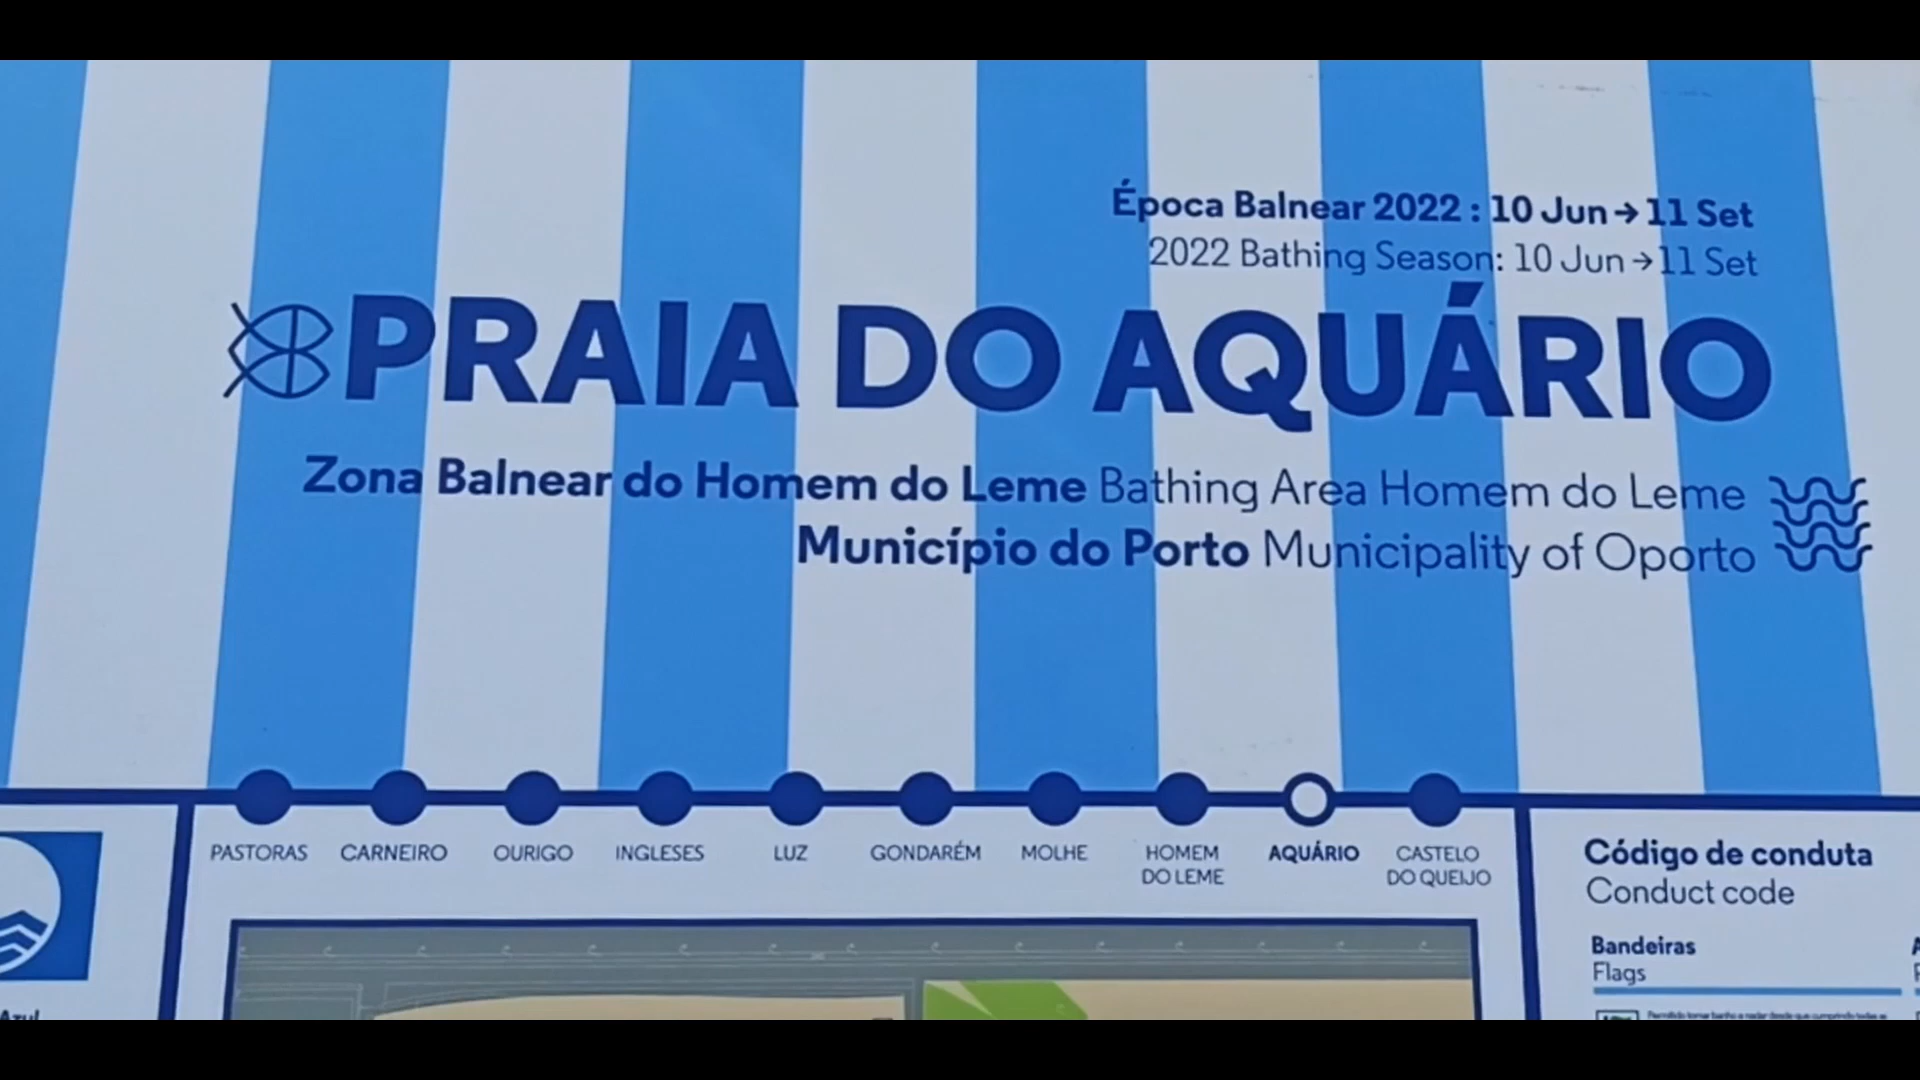 Época Balnear 2022 : 10 Jun → 11 Set
2022 Bathing Season: 10 Jun → 11 Set
PRAIA DO AQUÁRIO
Zona Balnear do Homem do Leme Bathing Area Homem do Leme
Município do Porto Municipality of Oporto
PASTORAS
CARNEIRO
OURIGO
INGLESES
LUZ
GONDARÉM
MOLHE
HOMEM
DO LEME
AQUÁRIO
CASTELO
DO QUEIJO
Código de conduta
Conduct code
Bandeiras
Flags